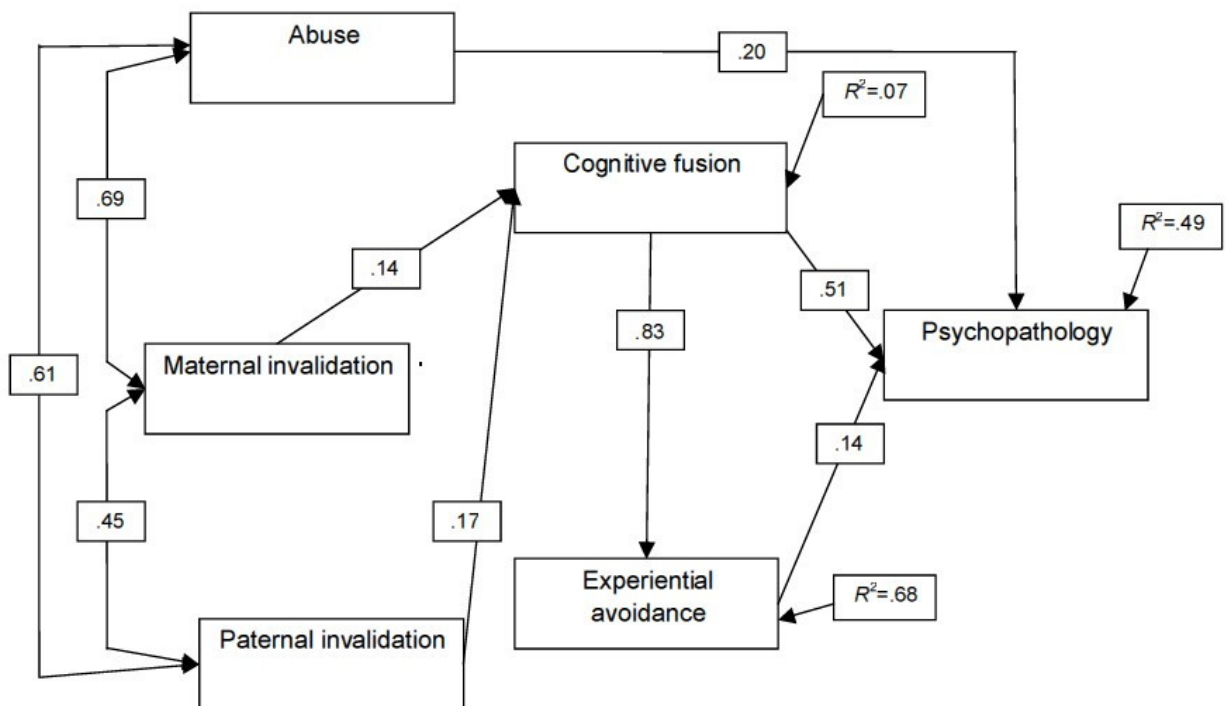 Abuse
.20
R²=.07
Cognitive fusion
.69
R²=.49
.14
.51
Psychopathology
.83
Maternal invalidation
.61
.14
.45
.17
Experiential
avoidance
R²=.68
Paternal invalidation